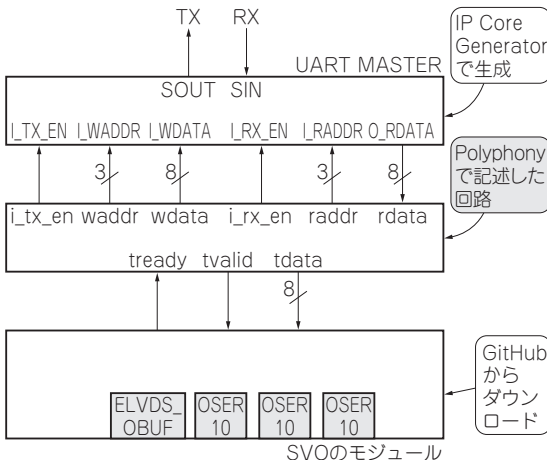 TX RX
IP Core
Generator
で生成
UART MASTER
SOUT SIN
I_TX_EN I_WADDR I_WDATA I_RX_EN I_RADDR O_RDATA
3 8 3 8
Polyphony
で記述した
回路
i_tx_en waddr wdata i_rx_en raddr rdata
tready tvalid tdata
8
GitHub
から
ダウン
ロード
ELVDS_
OBUF
OSER
10
OSER
10
OSER
10
SVOのモジュール